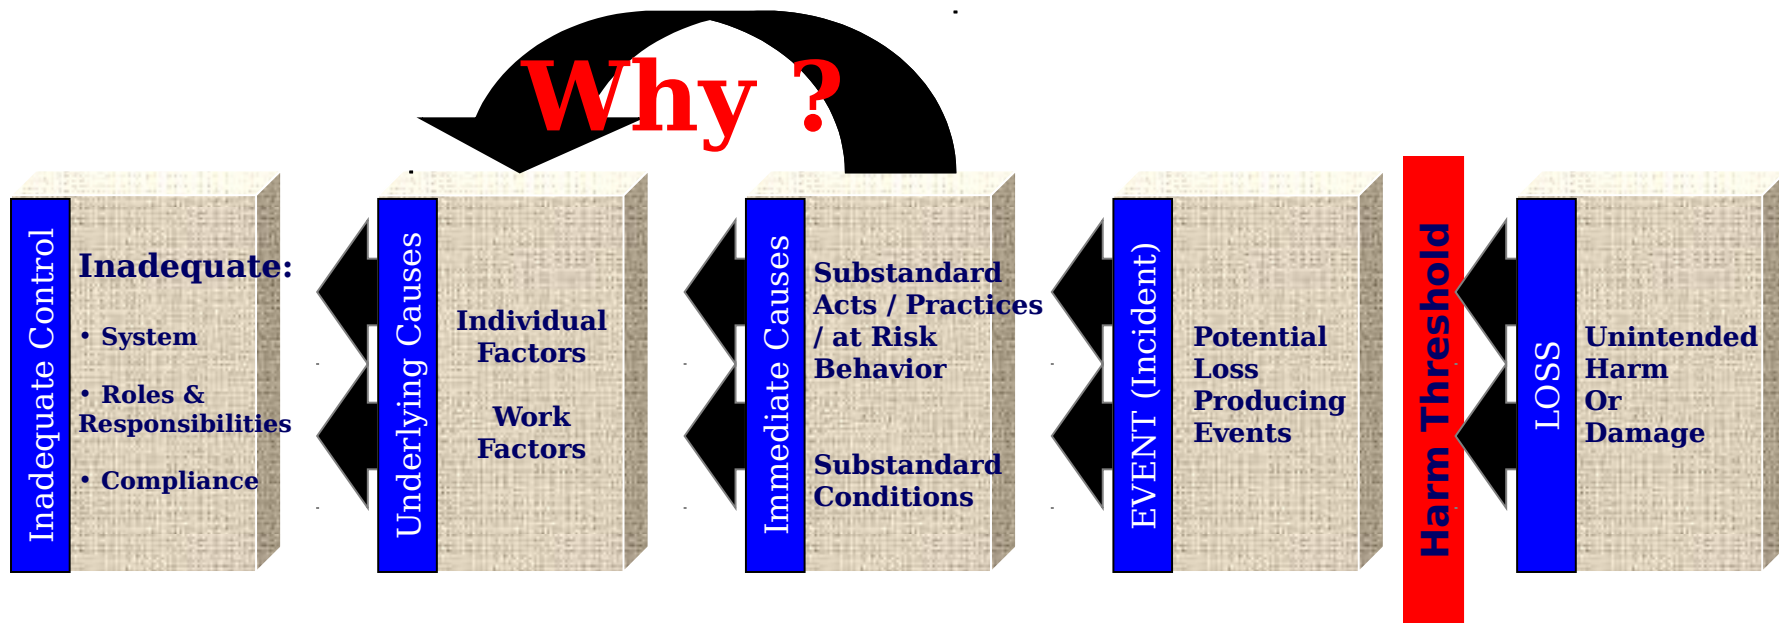 Why ?
Inadequate Control
Inadequate:
• System
• Roles &
Responsibilities
• Compliance
Underlying Causes
Individual
Factors
Work
Factors
Immediate Causes
Substandard
Acts / Practices
/ at Risk
Behavior
Substandard
Conditions
EVENT (Incident)
Potential
Loss
Producing
Events
Harm Threshold
LOSS
Unintended
Harm
Or
Damage